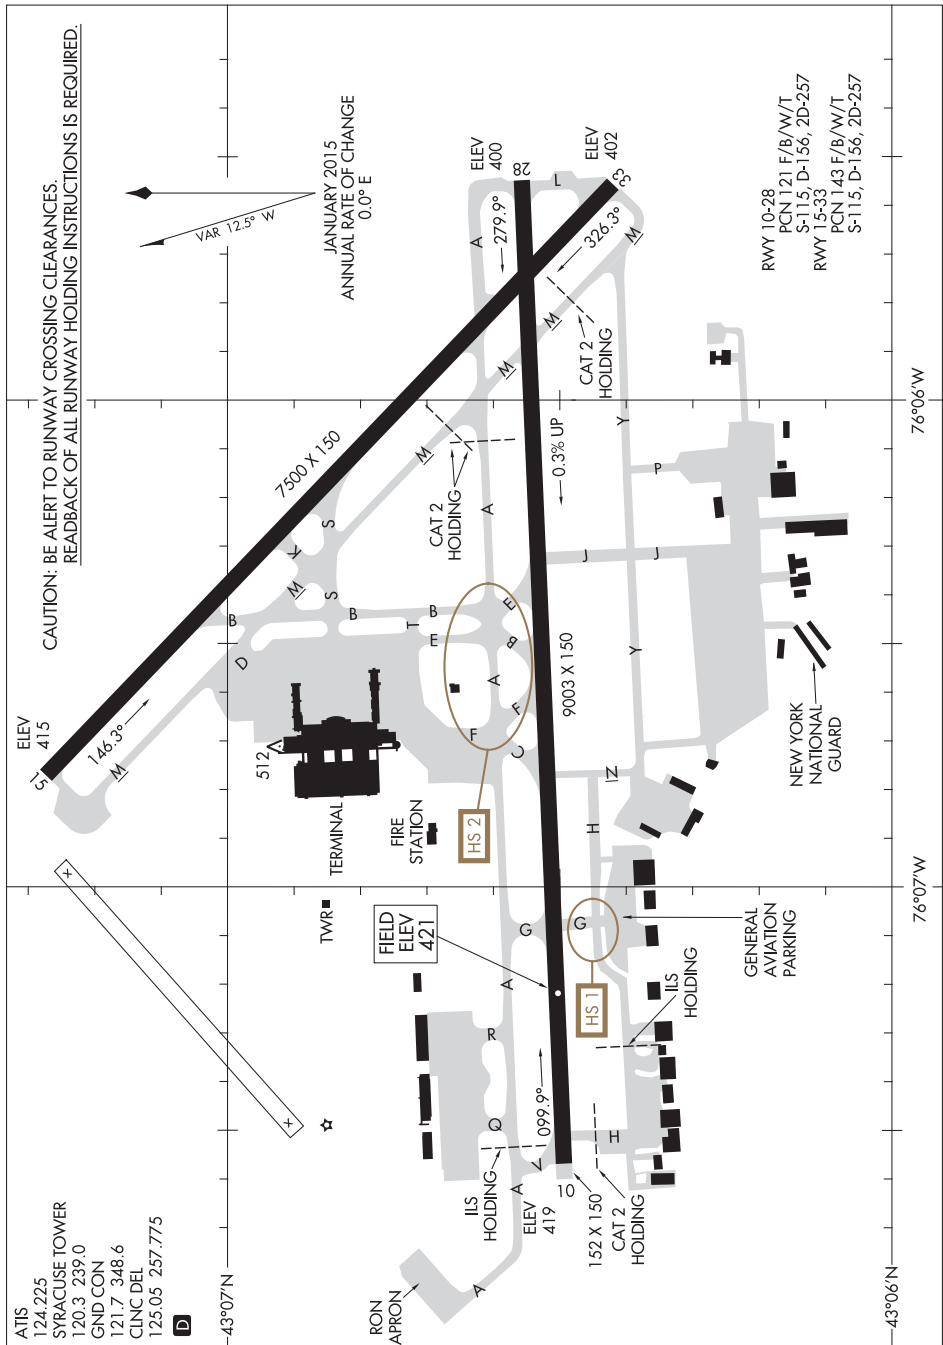 ATIS
124.225
SYRACUSE TOWER
120.3 239.0
GND CON
121.7 348.6
CLNC DEL
125.05 257.775
D
CAUTION: BE ALERT TO RUNWAY CROSSING CLEARANCES.
READBACK OF ALL RUNWAY HOLDING INSTRUCTIONS IS REQUIRED.
VAR 12.5° W
JANUARY 2015
ANNUAL RATE OF CHANGE
0.0° E
43°07'N
43°06'N
76°07'W
76°06'W
x
x
ELEV
415
15
146.3°
M
D
B
M
K
S
S
7500 X 150
B
T
B
E
M
M
M
M
A
ELEV
400
28
279.9°
L
ELEV
402
33
326.3°
CAT 2
HOLDING
CAT 2
HOLDING
A
0.3% UP
512
TERMINAL
FIRE
STATION
TWR
HS 2
F
A
F
B
E
C
9003 X 150
FIELD
ELEV
421
G
G
HS 1
A
R
Q
099.9°
V
A
A
RON
APRON
ILS
HOLDING
ELEV
419
10
152 X 150
CAT 2
HOLDING
H
ILS
HOLDING
GENERAL
AVIATION
PARKING
H
N
Y
J
J
Y
P
NEW YORK
NATIONAL
GUARD
RWY 10-28
PCN 121 F/B/W/T
S-115, D-156, 2D-257
RWY 15-33
PCN 143 F/B/W/T
S-115, D-156, 2D-257